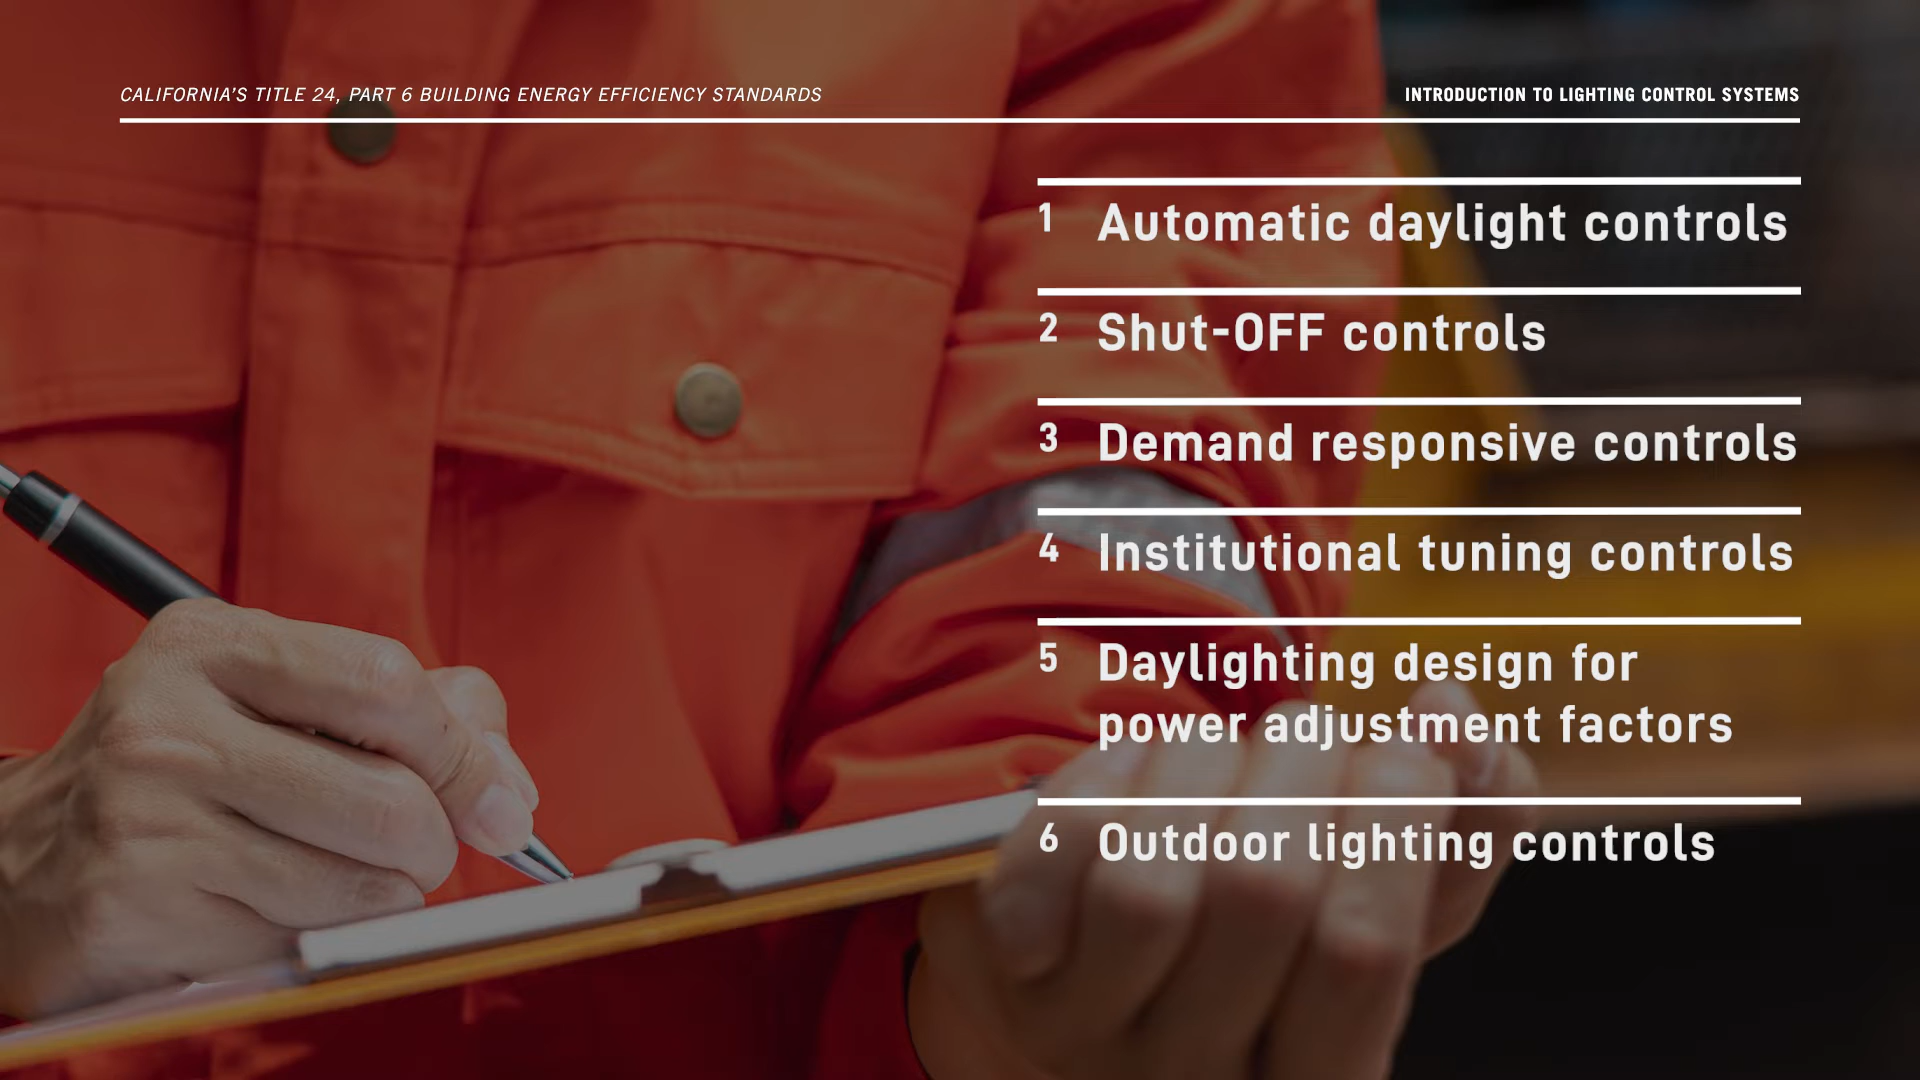 CALIFORNIA'S TITLE 24, PART 6 BUILDING ENERGY EFFICIENCY STANDARDS
INTRODUCTION TO LIGHTING CONTROL SYSTEMS
1 Automatic daylight controls
2 Shut-OFF controls
3 Demand responsive controls
4 Institutional tuning controls
5 Daylighting design for
power adjustment factors
6 Outdoor lighting controls